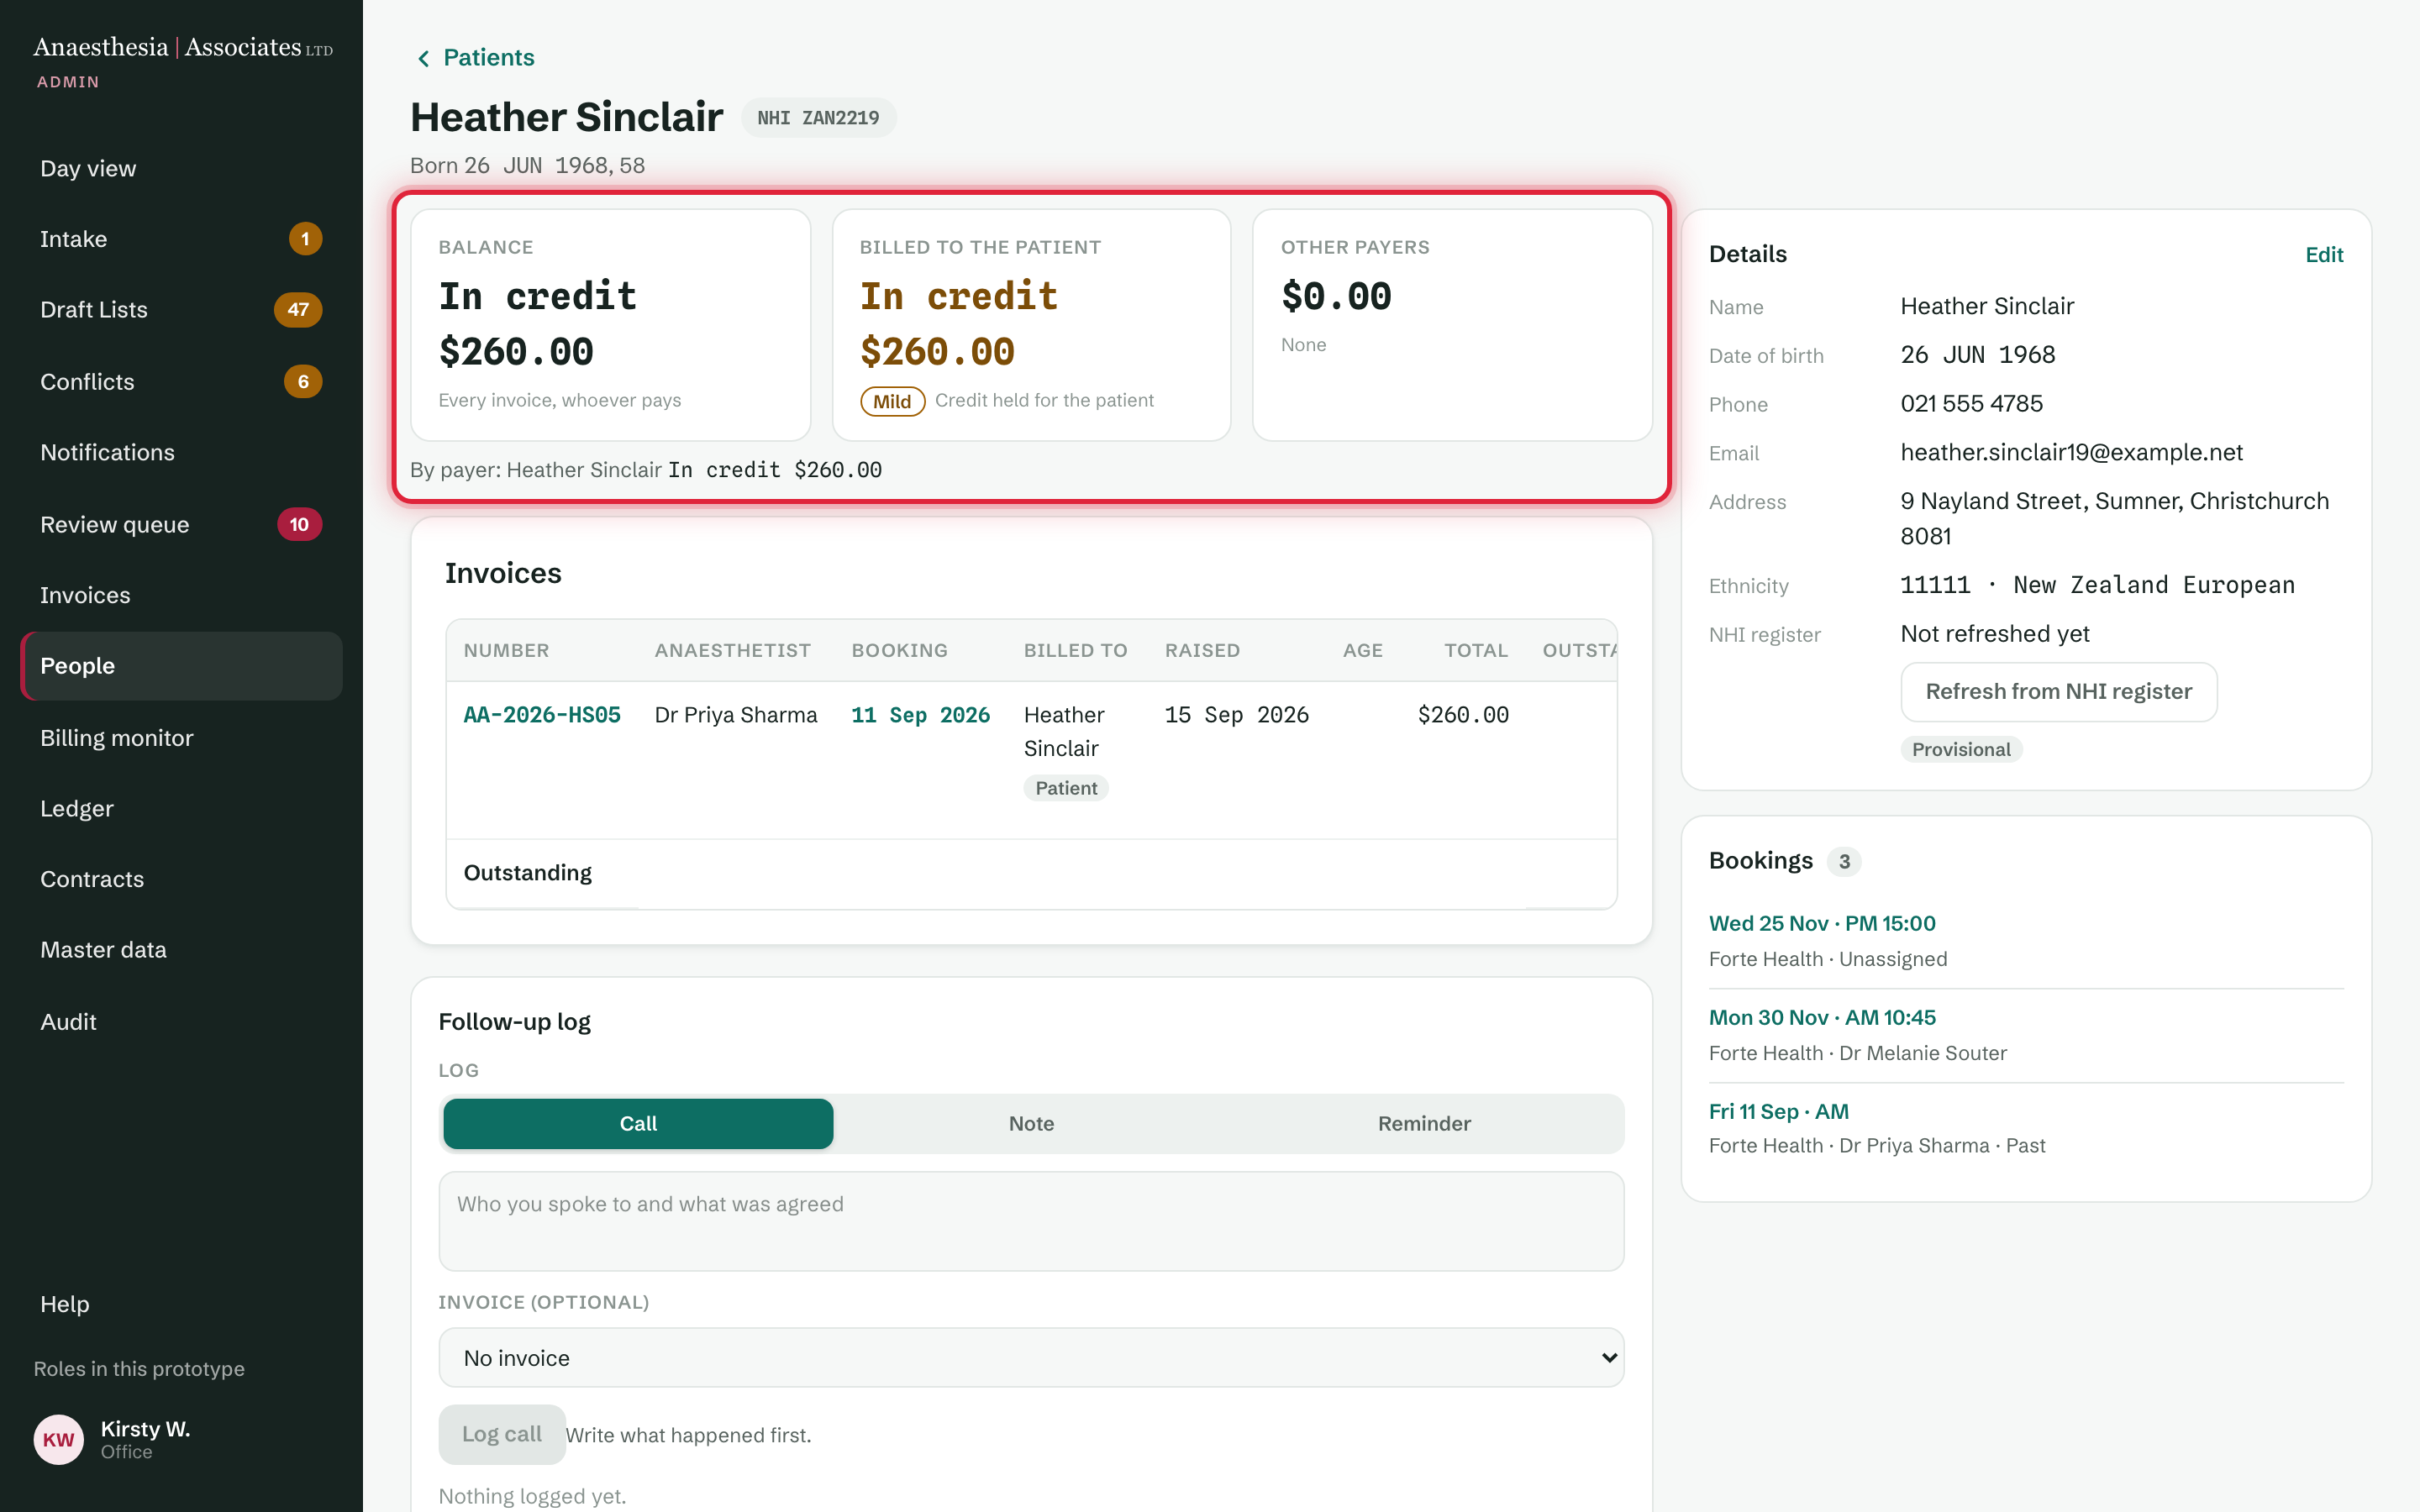 Anaesthesia | Associates LTD
ADMIN
Day view
Intake 1
Draft Lists 47
Conflicts 6
Notifications
Review queue 10
Invoices
People
Billing monitor
Ledger
Contracts
Master data
Audit
Help
Roles in this prototype
KW
Kirsty W.
Office
Patients
Heather Sinclair NHI ZAN2219
Born 26 JUN 1968, 58
BALANCE
In credit
$260.00
Every invoice, whoever pays
BILLED TO THE PATIENT
In credit
$260.00
Mild Credit held for the patient
OTHER PAYERS
$0.00
None
By payer: Heather Sinclair In credit $260.00
Invoices
NUMBER ANAESTHETIST BOOKING BILLED TO RAISED AGE TOTAL OUTSTA
AA-2026-HS05 Dr Priya Sharma 11 Sep 2026 Heather 15 Sep 2026 $260.00
Sinclair
Patient
Outstanding
Follow-up log
LOG
Call Note Reminder
Who you spoke to and what was agreed
INVOICE (OPTIONAL)
No invoice
Log call Write what happened first.
Nothing logged yet.
Details Edit
Name Heather Sinclair
Date of birth 26 JUN 1968
Phone 021 555 4785
Email heather.sinclair19@example.net
Address 9 Nayland Street, Sumner, Christchurch
8081
Ethnicity 11111 · New Zealand European
NHI register Not refreshed yet
Refresh from NHI register
Provisional
Bookings 3
Wed 25 Nov · PM 15:00
Forte Health · Unassigned
Mon 30 Nov · AM 10:45
Forte Health · Dr Melanie Souter
Fri 11 Sep · AM
Forte Health · Dr Priya Sharma · Past